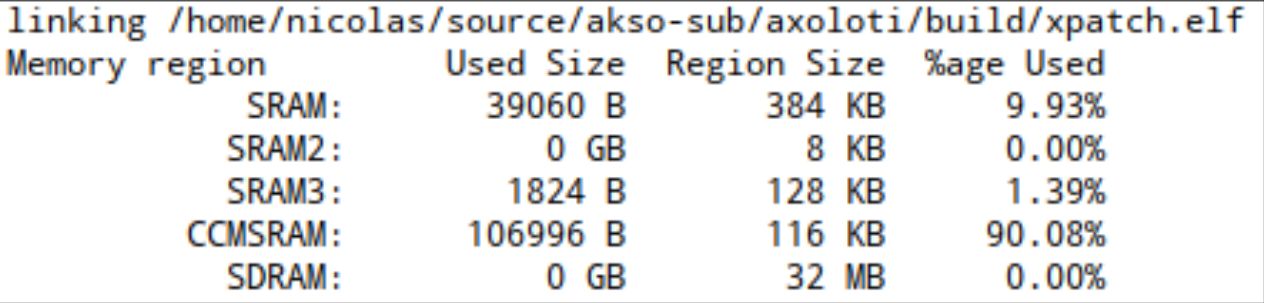 linking /home/nicolas/source/akso-sub/axoloti/build/xpatch.elf
Memory region         Used Size  Region Size  %age Used
            SRAM:       39060 B       384 KB      9.93%
           SRAM2:          0 GB         8 KB      0.00%
           SRAM3:        1824 B       128 KB      1.39%
         CCMSRAM:      106996 B       116 KB     90.08%
           SDRAM:          0 GB        32 MB      0.00%